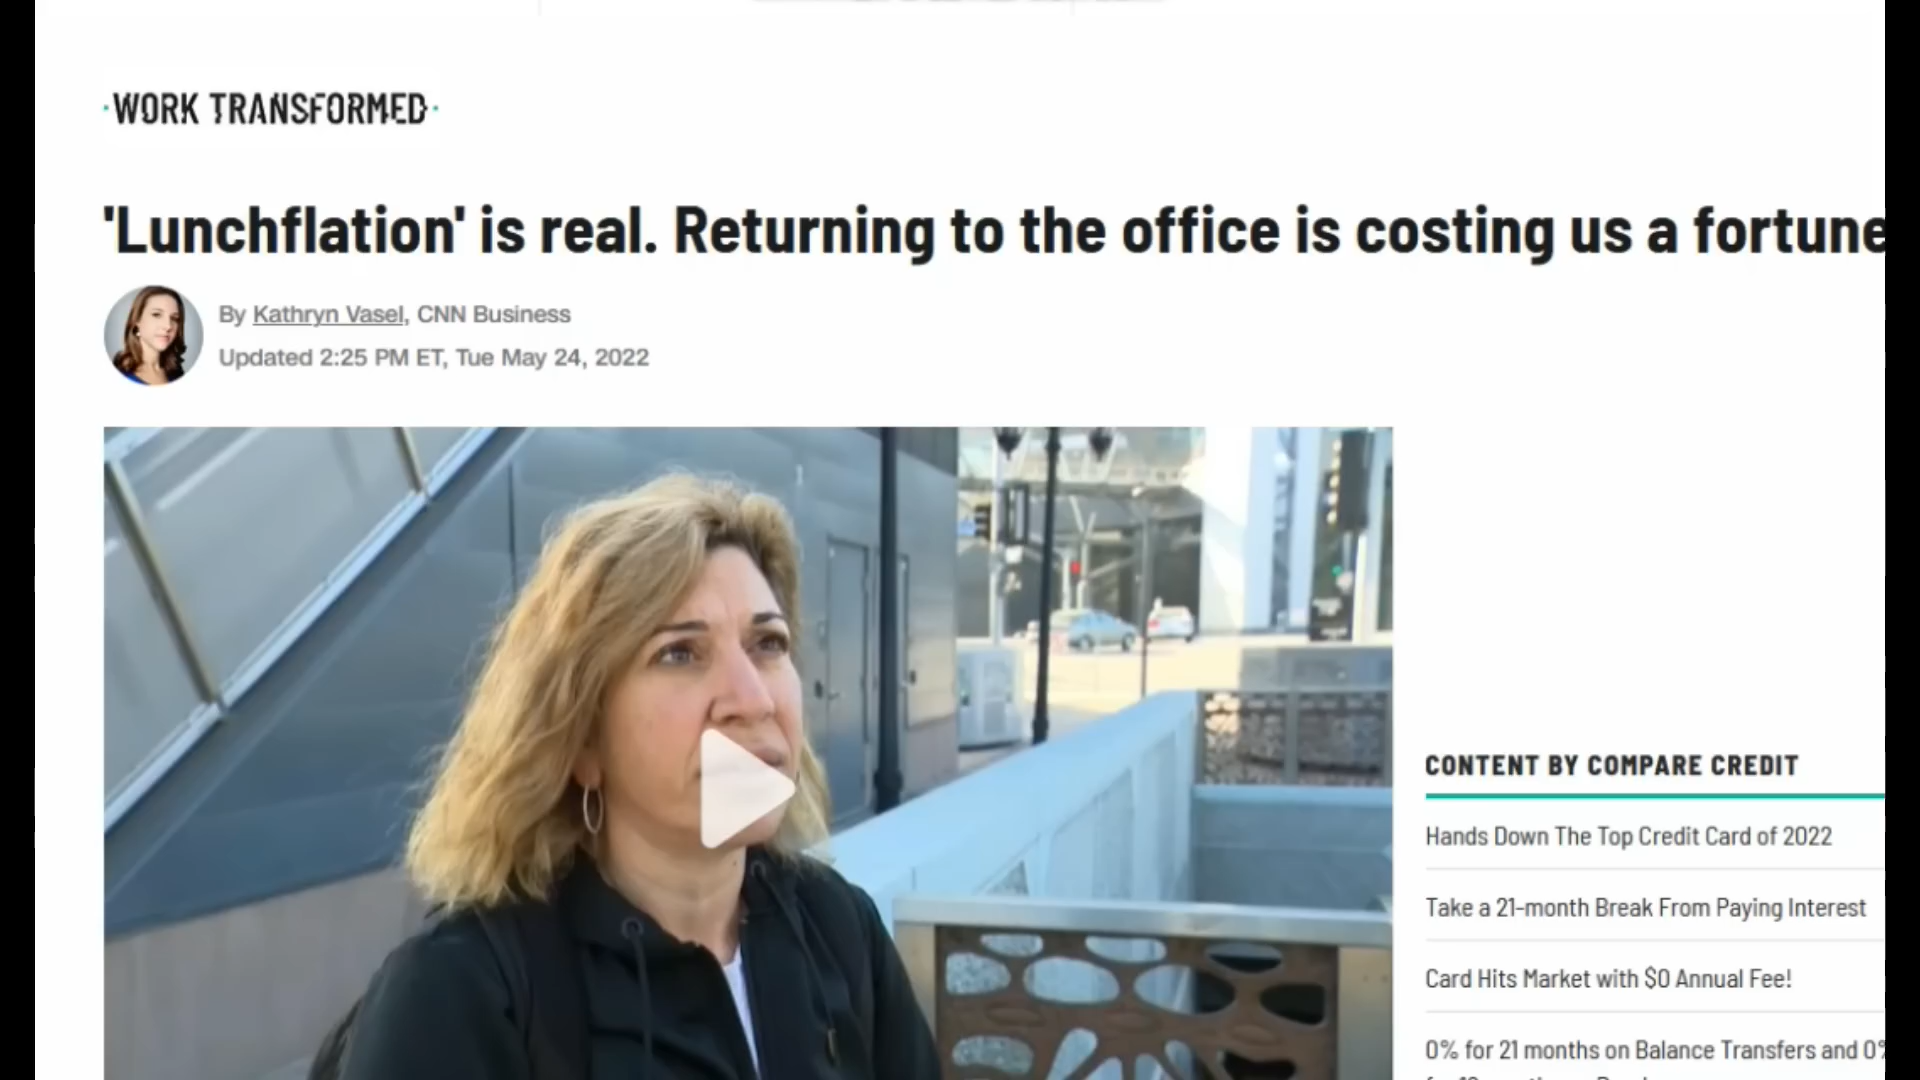 WORK TRANSFORMED
'Lunchflation' is real. Returning to the office is costing us a fortune
By Kathryn Vasel, CNN Business
Updated 2:25 PM ET, Tue May 24, 2022
CONTENT BY COMPARE CREDIT
Hands Down The Top Credit Card of 2022
Take a 21-month Break From Paying Interest
Card Hits Market with $0 Annual Fee!
0% for 21 months on Balance Transfers and 0%